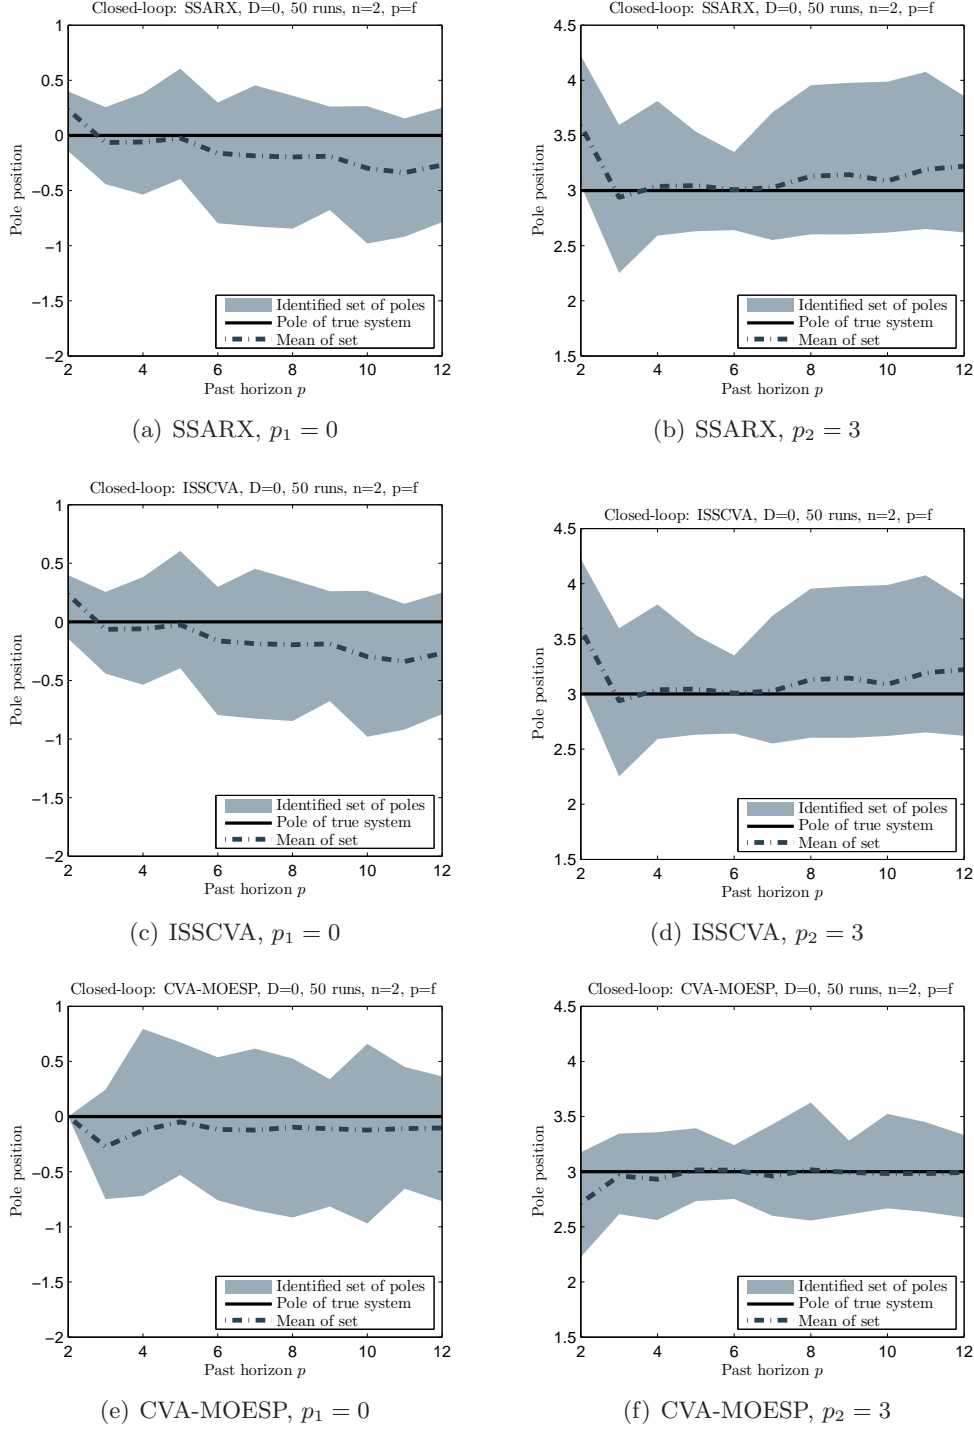 Closed-loop: SSARX, D=0, 50 runs, n=2, p=f
1
0.5
0
−0.5
−1
−1.5
−2
Pole position
Identified set of poles
Pole of true system
Mean of set
2 4 6 8 10 12
Past horizon p
(a) SSARX, p1 = 0
Closed-loop: SSARX, D=0, 50 runs, n=2, p=f
4.5
4
3.5
3
2.5
2
1.5
Pole position
Identified set of poles
Pole of true system
Mean of set
2 4 6 8 10 12
Past horizon p
(b) SSARX, p2 = 3
Closed-loop: ISSCVA, D=0, 50 runs, n=2, p=f
1
0.5
0
−0.5
−1
−1.5
−2
Pole position
Identified set of poles
Pole of true system
Mean of set
2 4 6 8 10 12
Past horizon p
(c) ISSCVA, p1 = 0
Closed-loop: ISSCVA, D=0, 50 runs, n=2, p=f
4.5
4
3.5
3
2.5
2
1.5
Pole position
Identified set of poles
Pole of true system
Mean of set
2 4 6 8 10 12
Past horizon p
(d) ISSCVA, p2 = 3
Closed-loop: CVA-MOESP, D=0, 50 runs, n=2, p=f
1
0.5
0
−0.5
−1
−1.5
−2
Pole position
Identified set of poles
Pole of true system
Mean of set
2 4 6 8 10 12
Past horizon p
(e) CVA-MOESP, p1 = 0
Closed-loop: CVA-MOESP, D=0, 50 runs, n=2, p=f
4.5
4
3.5
3
2.5
2
1.5
Pole position
Identified set of poles
Pole of true system
Mean of set
2 4 6 8 10 12
Past horizon p
(f) CVA-MOESP, p2 = 3